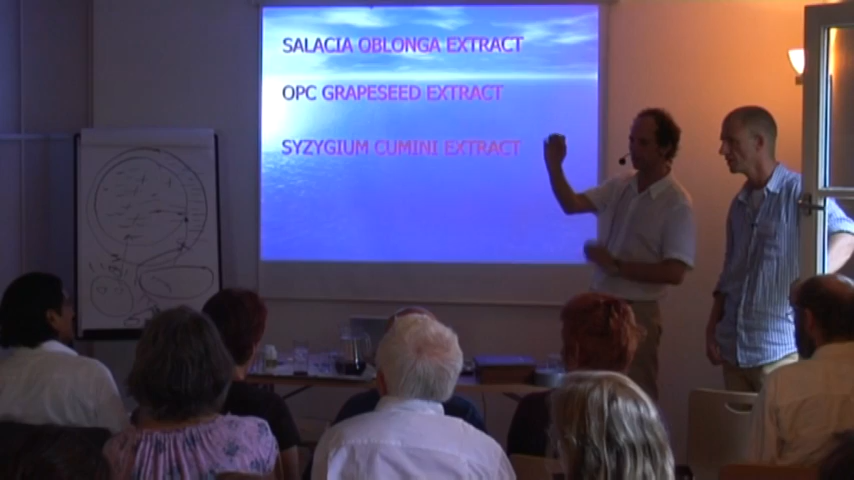 SALACIA OBLONGA EXTRACT
OPC GRAPESEED EXTRACT
SYZYGIUM CUMINI EXTRACT